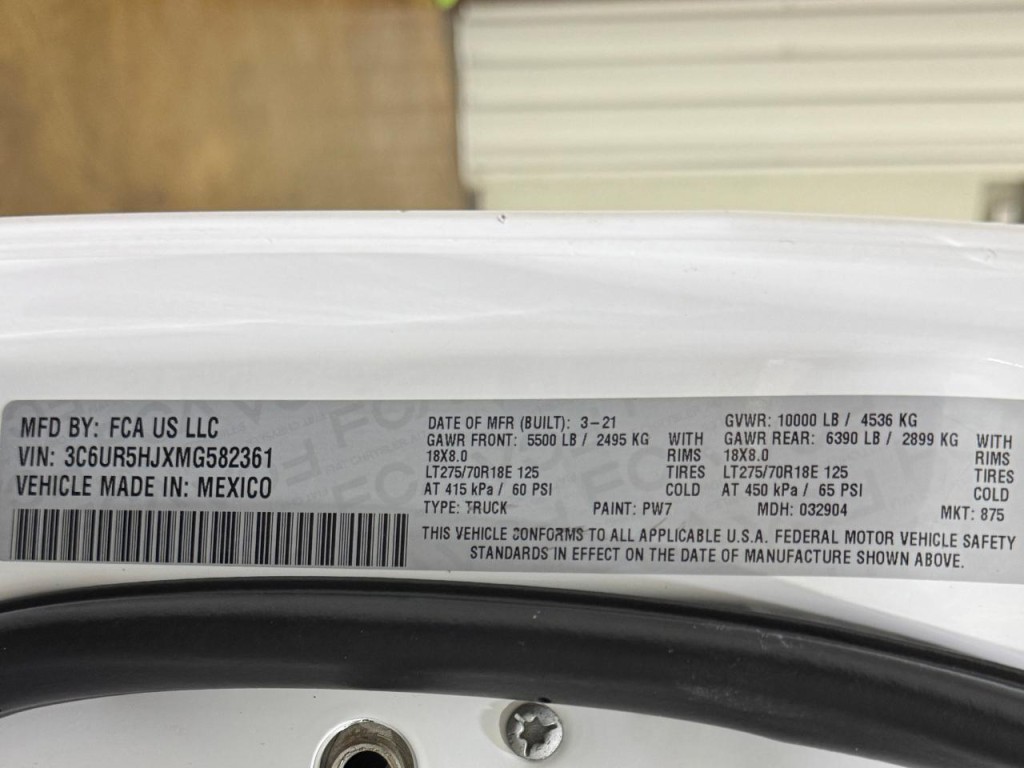 MFD BY: FCA US LLC
VIN: 3C6UR5HJXMG582361
VEHICLE MADE IN: MEXICO
DATE OF MFR (BUILT): 3-21
GAWR FRONT: 5500 LB / 2495 KG WITH
18X8.0 RIMS
LT275/70R18E 125 TIRES
AT 415 kPa / 60 PSI COLD
TYPE: TRUCK PAINT: PW7
GVWR: 10000 LB / 4536 KG
GAWR REAR: 6390 LB / 2899 KG WITH
18X8.0 RIMS
LT275/70R18E 125 TIRES
AT 450 kPa / 65 PSI COLD
MDH: 032904 MKT: 875
THIS VEHICLE CONFORMS TO ALL APPLICABLE U.S.A. FEDERAL MOTOR VEHICLE SAFETY
STANDARDS IN EFFECT ON THE DATE OF MANUFACTURE SHOWN ABOVE.